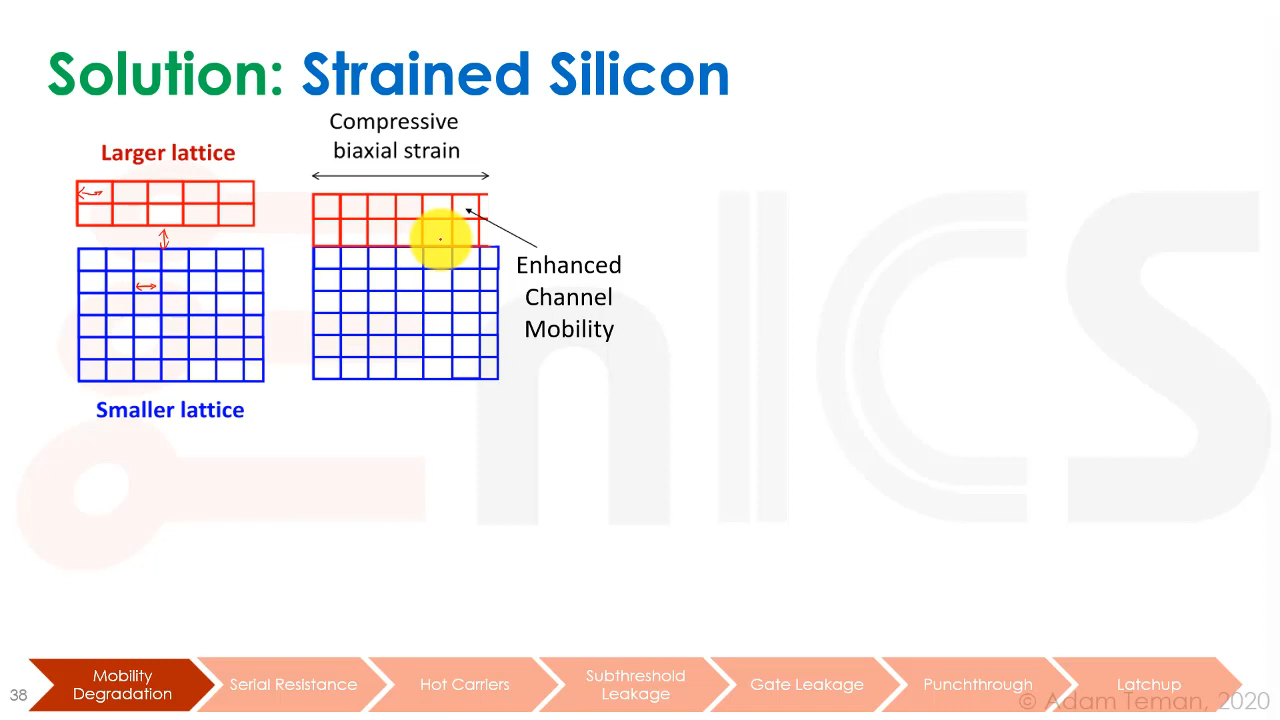 Solution: Strained Silicon
Compressive
biaxial strain
Larger lattice
Enhanced
Channel
Mobility
Smaller lattice
EnICS
38
Mobility
Degradation
Serial Resistance
Hot Carriers
Subthreshold
Leakage
Gate Leakage
Punchthrough
Latchup
© Adam Teman, 2020